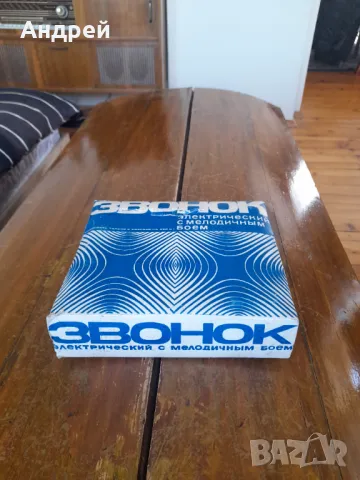 Андрей
ЗВОНОК
ЭЛЕКТРИЧЕСКИЙ
С МЕЛОДИЧНЫМ
БОЕМ
ЗВОНОК
ЭЛЕКТРИЧЕСКИЙ С МЕЛОДИЧНЫМ БОЕМ
BAZAR